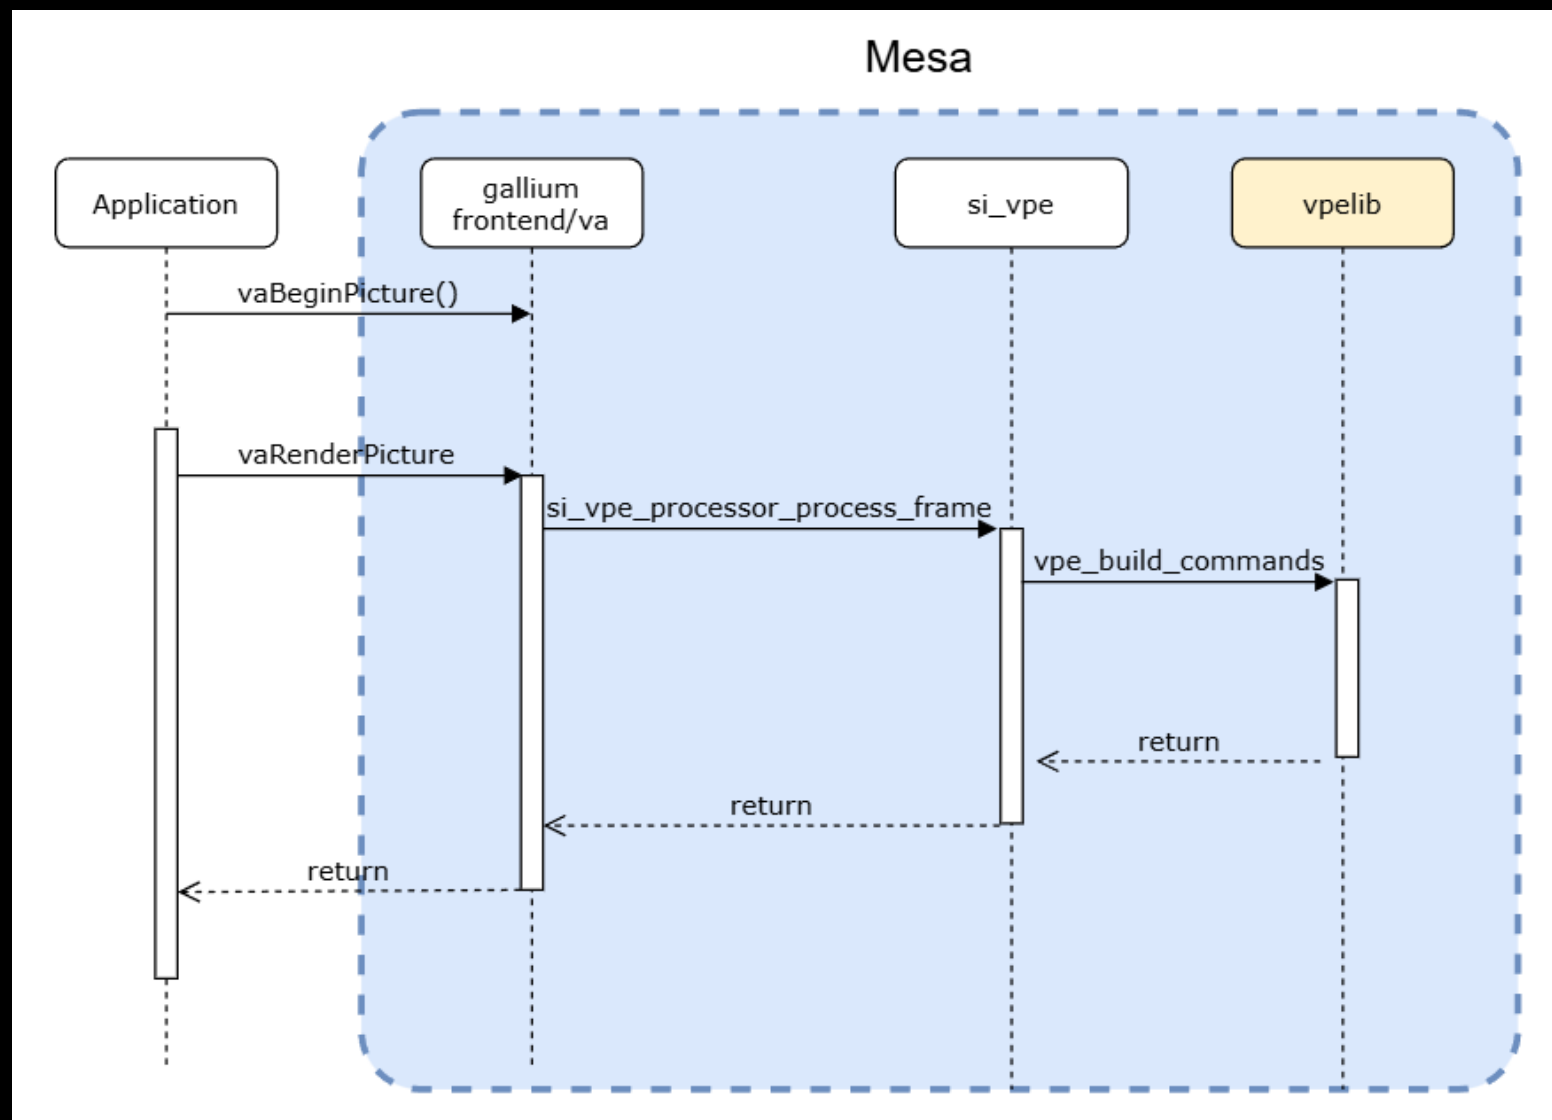 Mesa
Application
gallium
frontend/va
si_vpe
vpelib
vaBeginPicture()
vaRenderPicture
si_vpe_processor_process_frame
vpe_build_commands
return
return
return